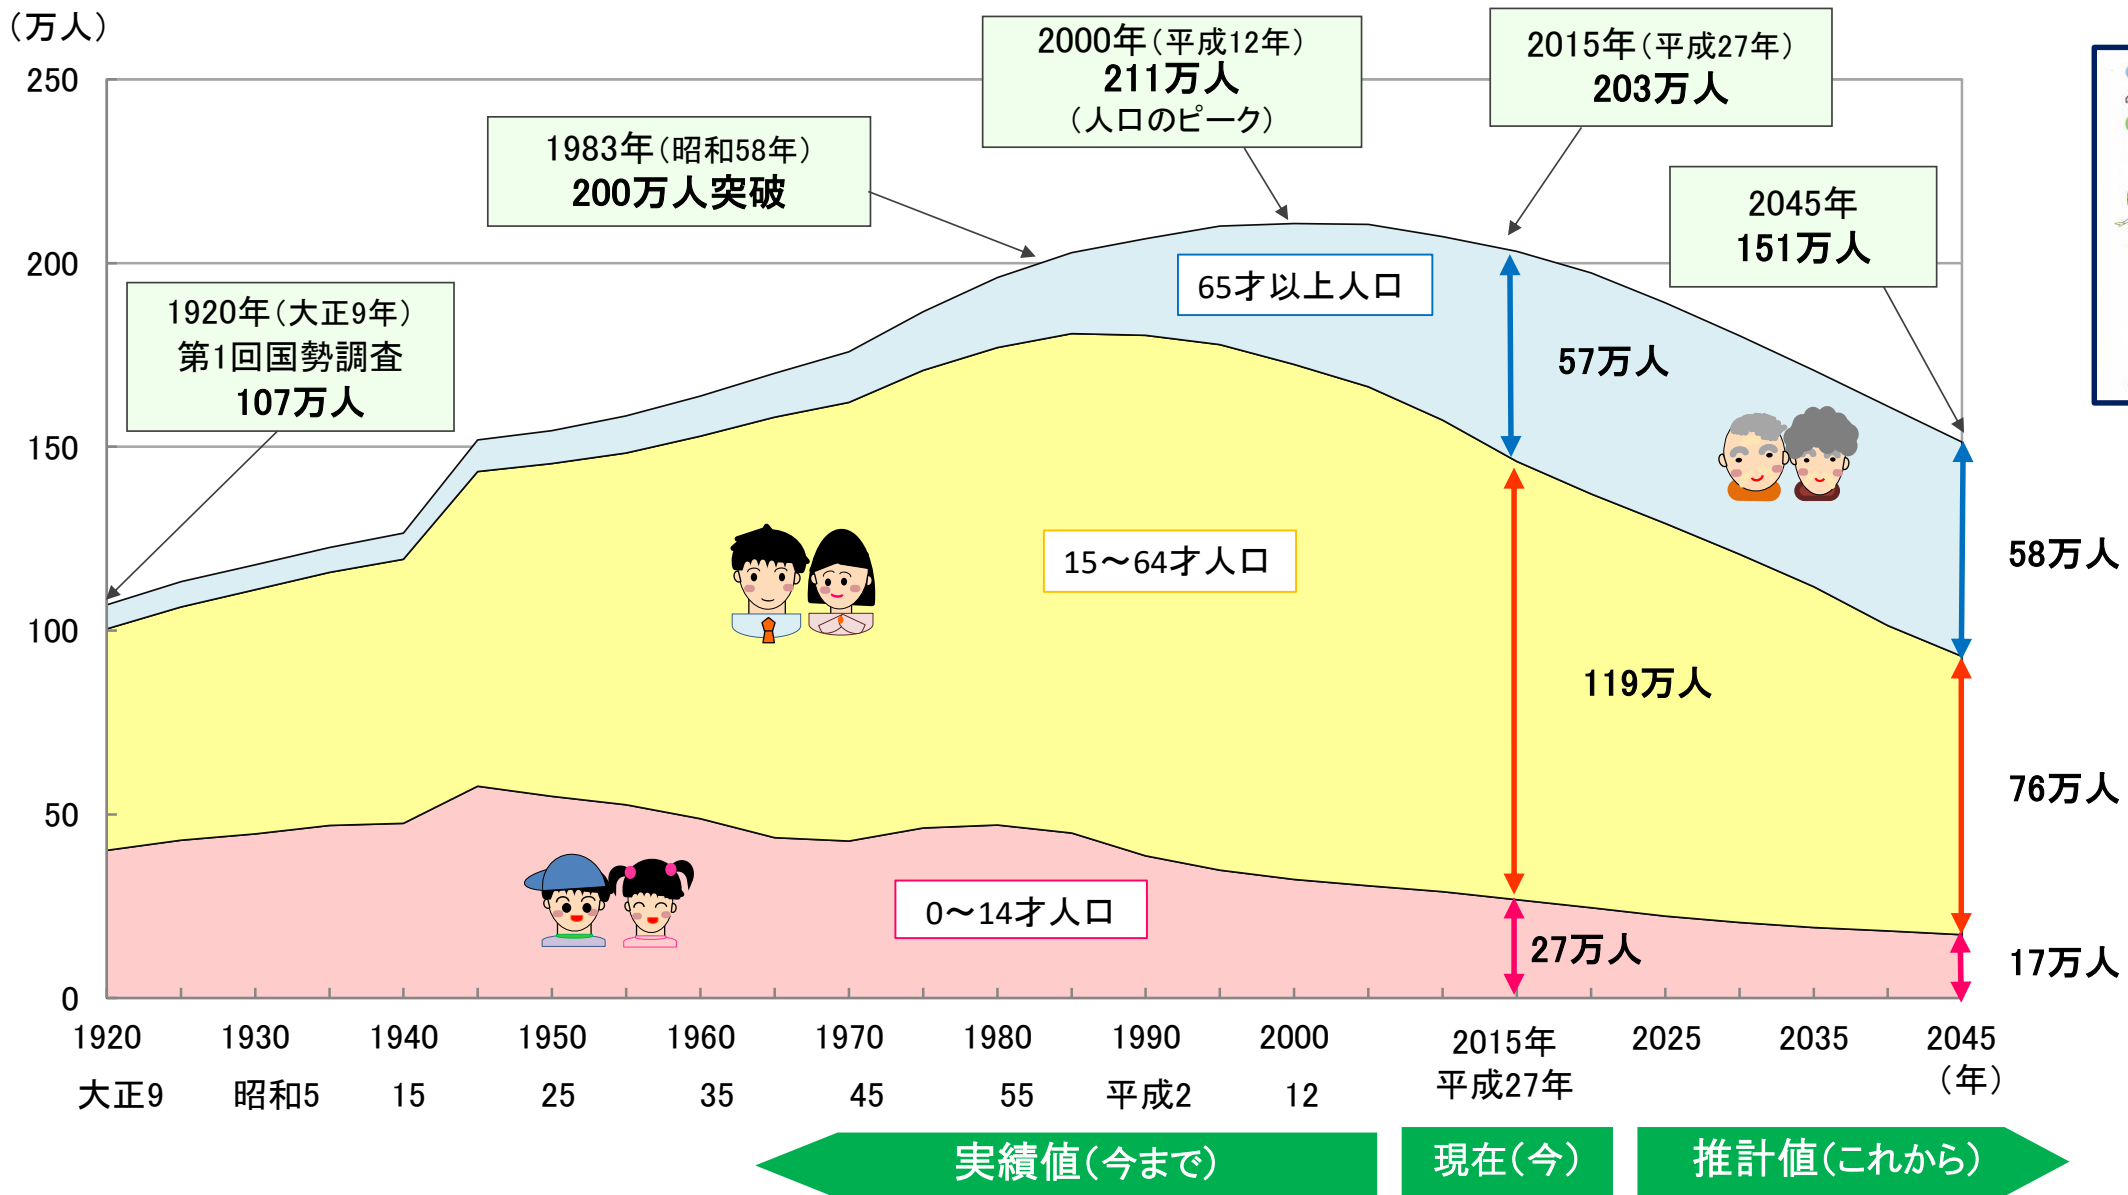 （万人）
250
200
150
100
50
0
1920年（大正9年）
第1回国勢調査
107万人
1983年（昭和58年）
200万人突破
2000年（平成12年）
211万人
（人口のピーク）
2015年（平成27年）
203万人
2045年
151万人
65才以上人口
15～64才人口
0～14才人口
57万人
119万人
27万人
58万人
76万人
17万人
1920 1930 1940 1950 1960 1970 1980 1990 2000 2015年 2025 2035 2045
大正9 昭和5 15 25 35 45 55 平成2 12 平成27年 （年）
実績値（今まで） 現在（今） 推計値（これから）